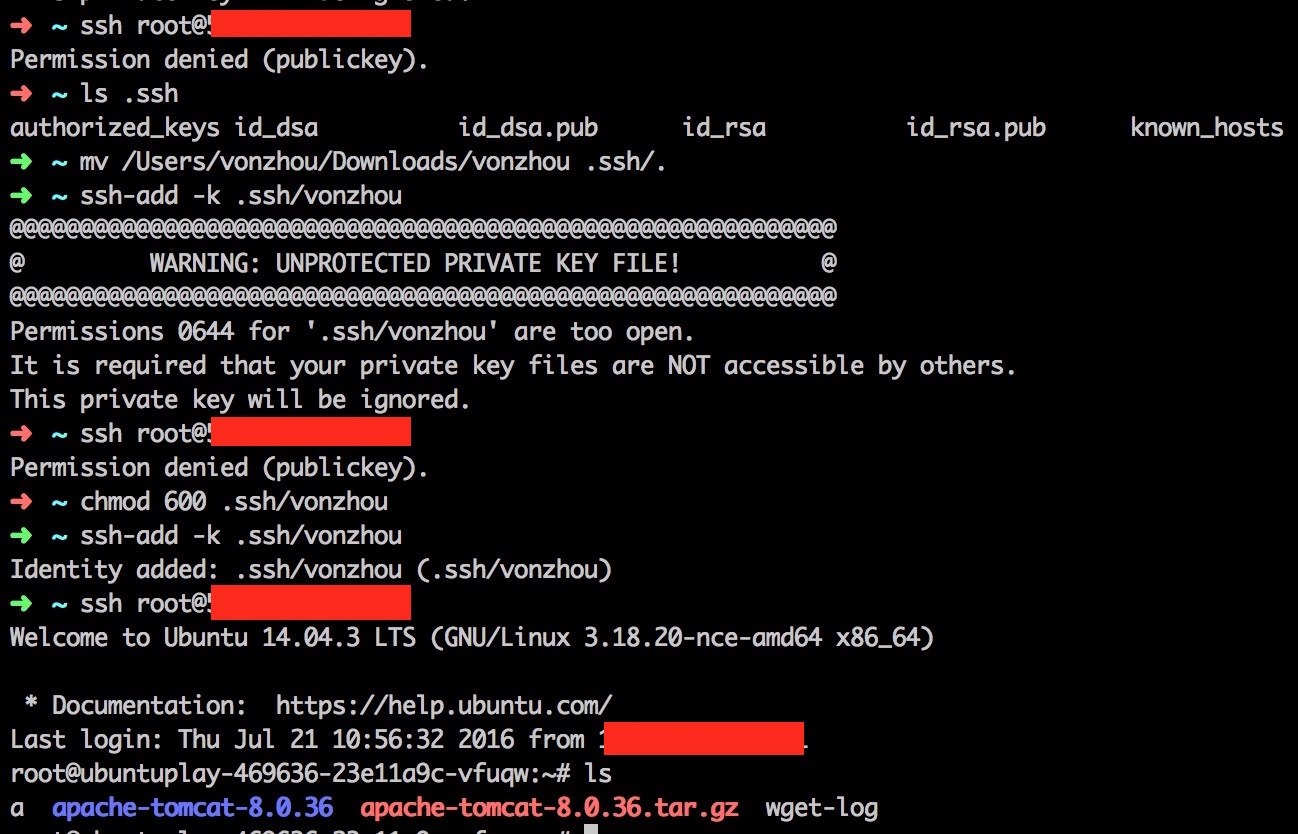 ➜ ~ ssh root@5
Permission denied (publickey).
➜ ~ ls .ssh
authorized_keys id_dsa id_dsa.pub id_rsa id_rsa.pub known_hosts
➜ ~ mv /Users/vonzhou/Downloads/vonzhou .ssh/.
➜ ~ ssh-add -k .ssh/vonzhou
@@@@@@@@@@@@@@@@@@@@@@@@@@@@@@@@@@@@@@@@@@@@@@@@@@@@@@@@@@@
@ WARNING: UNPROTECTED PRIVATE KEY FILE! @
@@@@@@@@@@@@@@@@@@@@@@@@@@@@@@@@@@@@@@@@@@@@@@@@@@@@@@@@@@@
Permissions 0644 for '.ssh/vonzhou' are too open.
It is required that your private key files are NOT accessible by others.
This private key will be ignored.
➜ ~ ssh root@5
Permission denied (publickey).
➜ ~ chmod 600 .ssh/vonzhou
➜ ~ ssh-add -k .ssh/vonzhou
Identity added: .ssh/vonzhou (.ssh/vonzhou)
➜ ~ ssh root@5
Welcome to Ubuntu 14.04.3 LTS (GNU/Linux 3.18.20-nce-amd64 x86_64)
* Documentation: https://help.ubuntu.com/
Last login: Thu Jul 21 10:56:32 2016 from 1
root@ubuntuplay-469636-23e11a9c-vfuqw:~# ls
a apache-tomcat-8.0.36 apache-tomcat-8.0.36.tar.gz wget-log